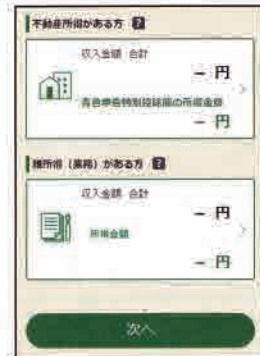 不動産所得がある方 ?
収入金額 合計
– 円
青色申告特別控除前の所得金額
– 円
雑所得（業務）がある方 ?
収入金額 合計
– 円
所得金額
– 円
次へ